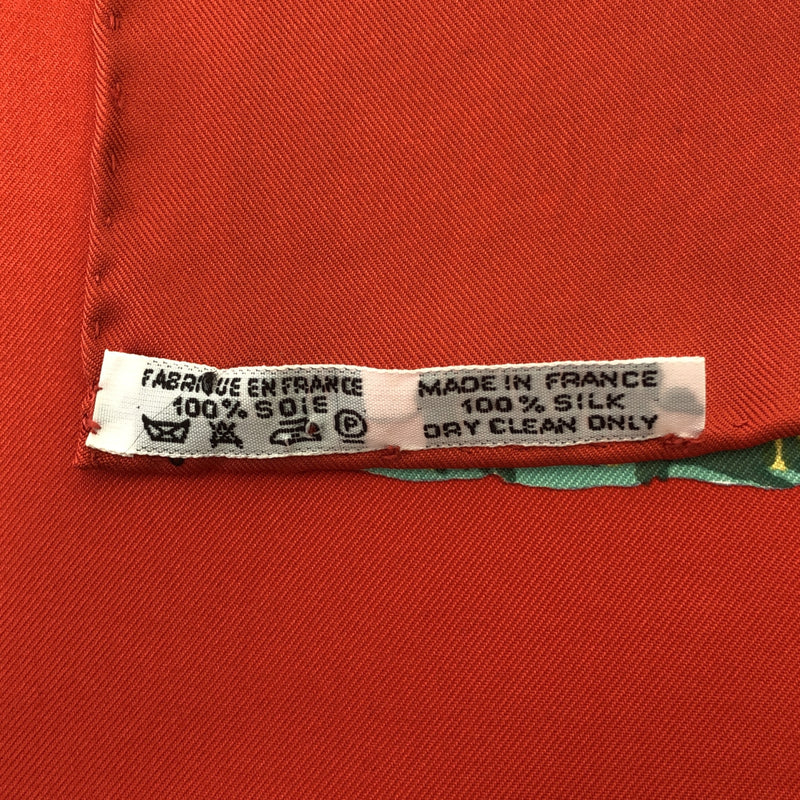 FABRIQUE EN FRANCE
100% SOIE
P
MADE IN FRANCE
100% SILK
DRY CLEAN ONLY